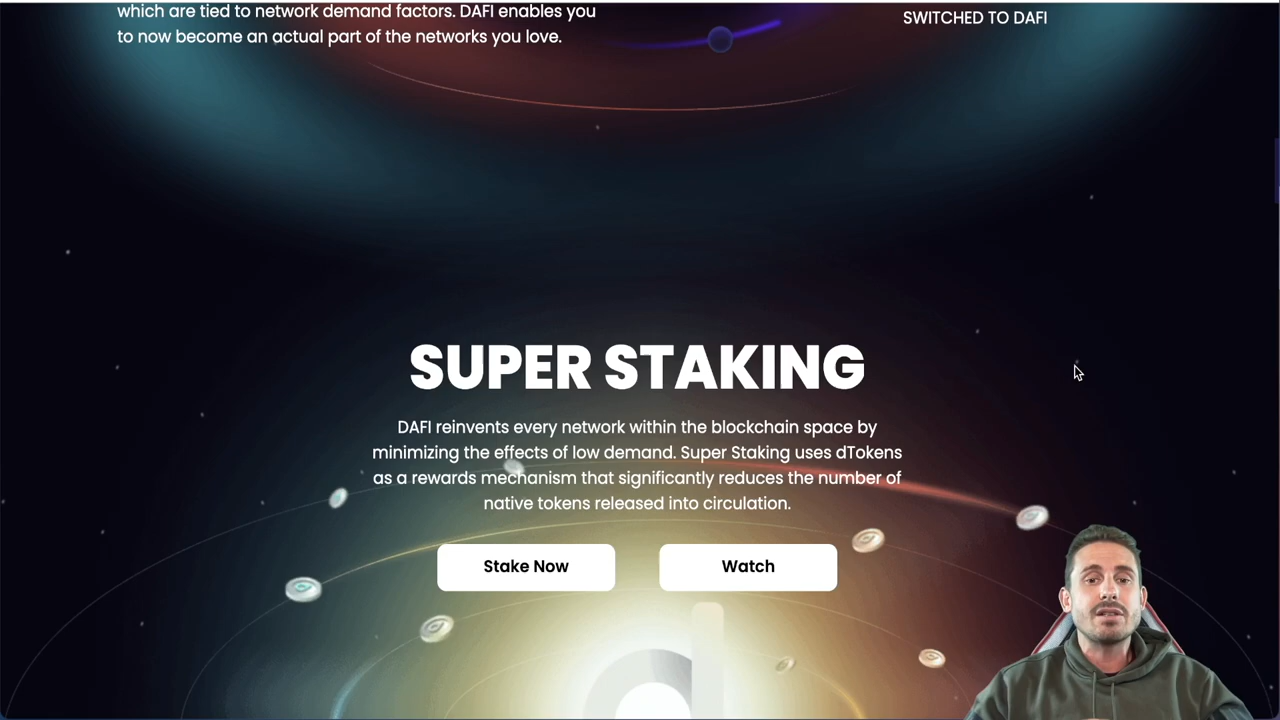 which are tied to network demand factors. DAFI enables you
to now become an actual part of the networks you love.
SWITCHED TO DAFI
SUPER STAKING
DAFI reinvents every network within the blockchain space by
minimizing the effects of low demand. Super Staking uses dTokens
as a rewards mechanism that significantly reduces the number of
native tokens released into circulation.
Stake Now
Watch